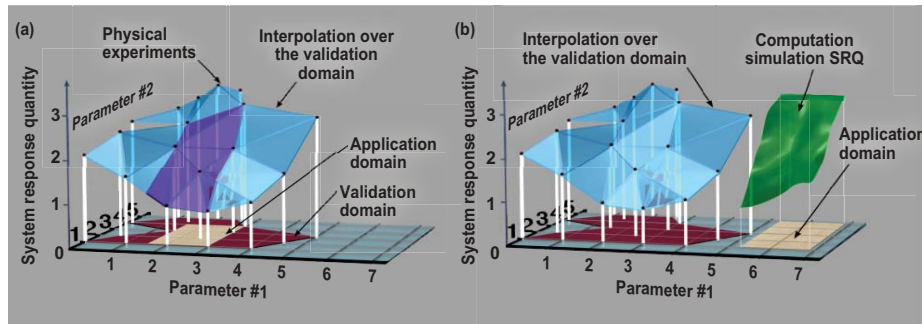 (a)
Physical
experiments
Interpolation over
the validation
domain
Parameter #2
System response quantity
3
2
1
0
12345
Application
domain
Validation
domain
1 2 3 4 5 6 7
Parameter #1
(b)
Interpolation over
the validation domain
Computation
simulation SRQ
Parameter #2
System response quantity
3
2
1
0
12345
Application
domain
1 2 3 4 5 6 7
Parameter #1